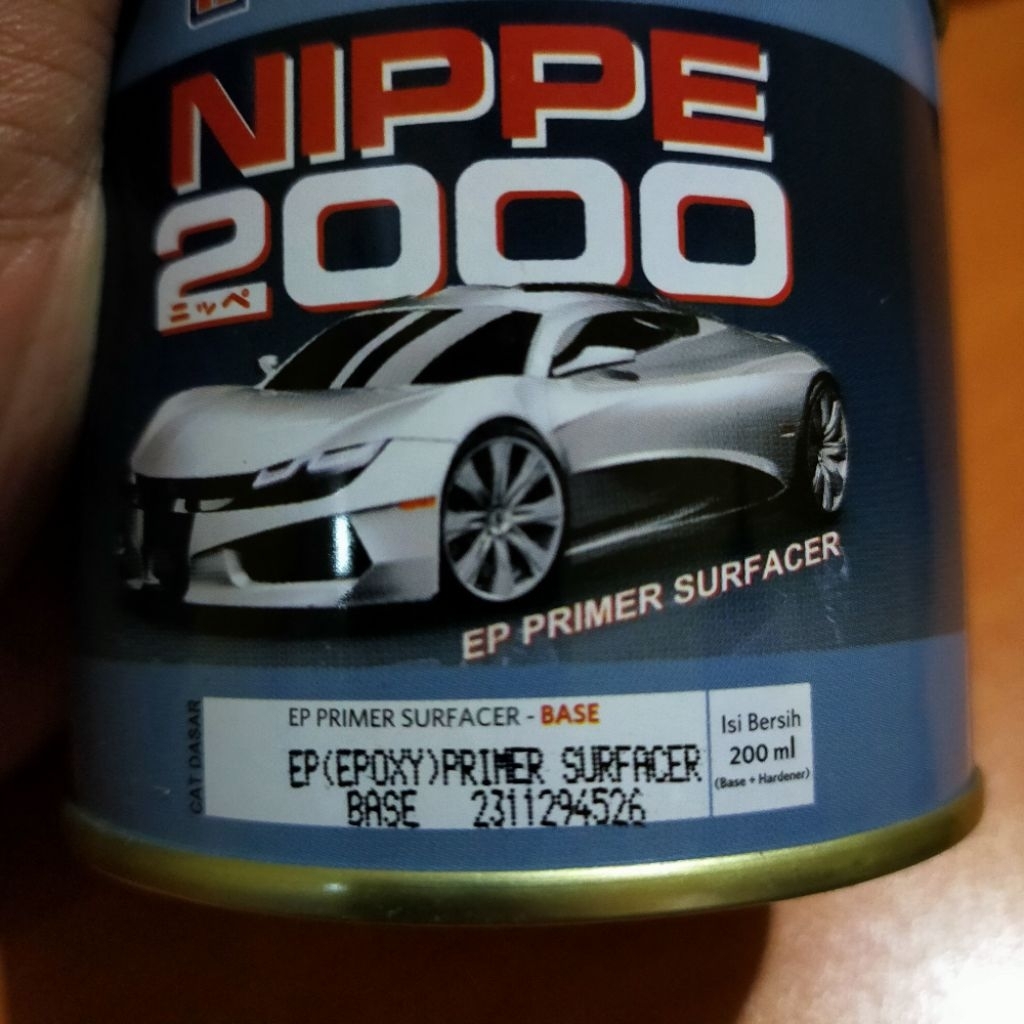 NIPPE
2000
ニッペ
EP PRIMER SURFACER
CAT DASAR
EP PRIMER SURFACER - BASE
EP(EPOXY)PRIMER SURFACER
BASE 2311294526
Isi Bersih
200 ml
(Base + Hardener)